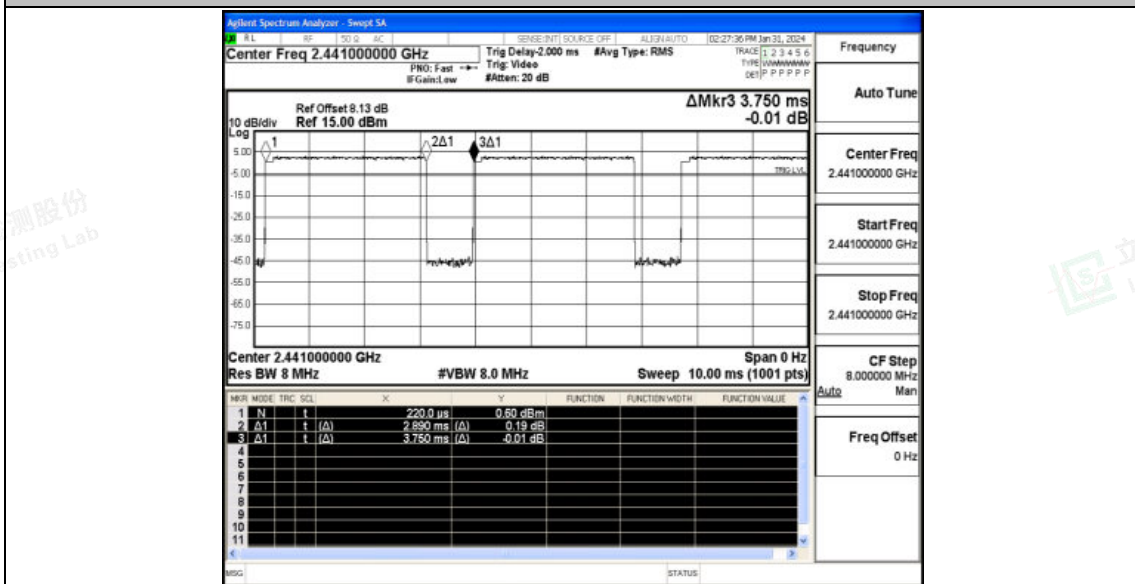 Agilent Spectrum Analyzer - Swept SA
RL RF 50 Ω AC SENSE:INT SOURCE OFF ALIGNAUTO 02:27:36 PM Jan 31, 2024
Center Freq 2.441000000 GHz
Trig Delay-2.000 ms #Avg Type: RMS
TRACE 1 2 3 4 5 6
PNO: Fast
Trig: Video
TYPE
IFGain:Low
#Atten: 20 dB
DET P P P P P P
Ref Offset 8.13 dB
ΔMkr3 3.750 ms
10 dB/div Ref 15.00 dBm
-0.01 dB
Log
1
2Δ1
3Δ1
5.00
-5.00
TRIG LVL
-15.0
-25.0
-35.0
-45.0
-55.0
-65.0
-75.0
Center 2.441000000 GHz Span 0 Hz
Res BW 8 MHz #VBW 8.0 MHz Sweep 10.00 ms (1001 pts)
MKR MODE TRC SCL X Y FUNCTION FUNCTION WIDTH FUNCTION VALUE
1 N t 220.0 µs 0.60 dBm
2 Δ1 t (Δ) 2.890 ms (Δ) 0.19 dB
3 Δ1 t (Δ) 3.750 ms (Δ) -0.01 dB
4
5
6
7
8
9
10
11
MSG STATUS
Frequency
Auto Tune
Center Freq
2.441000000 GHz
Start Freq
2.441000000 GHz
Stop Freq
2.441000000 GHz
CF Step
8.000000 MHz
Auto Man
Freq Offset
0 Hz
测股份
sting Lab
立